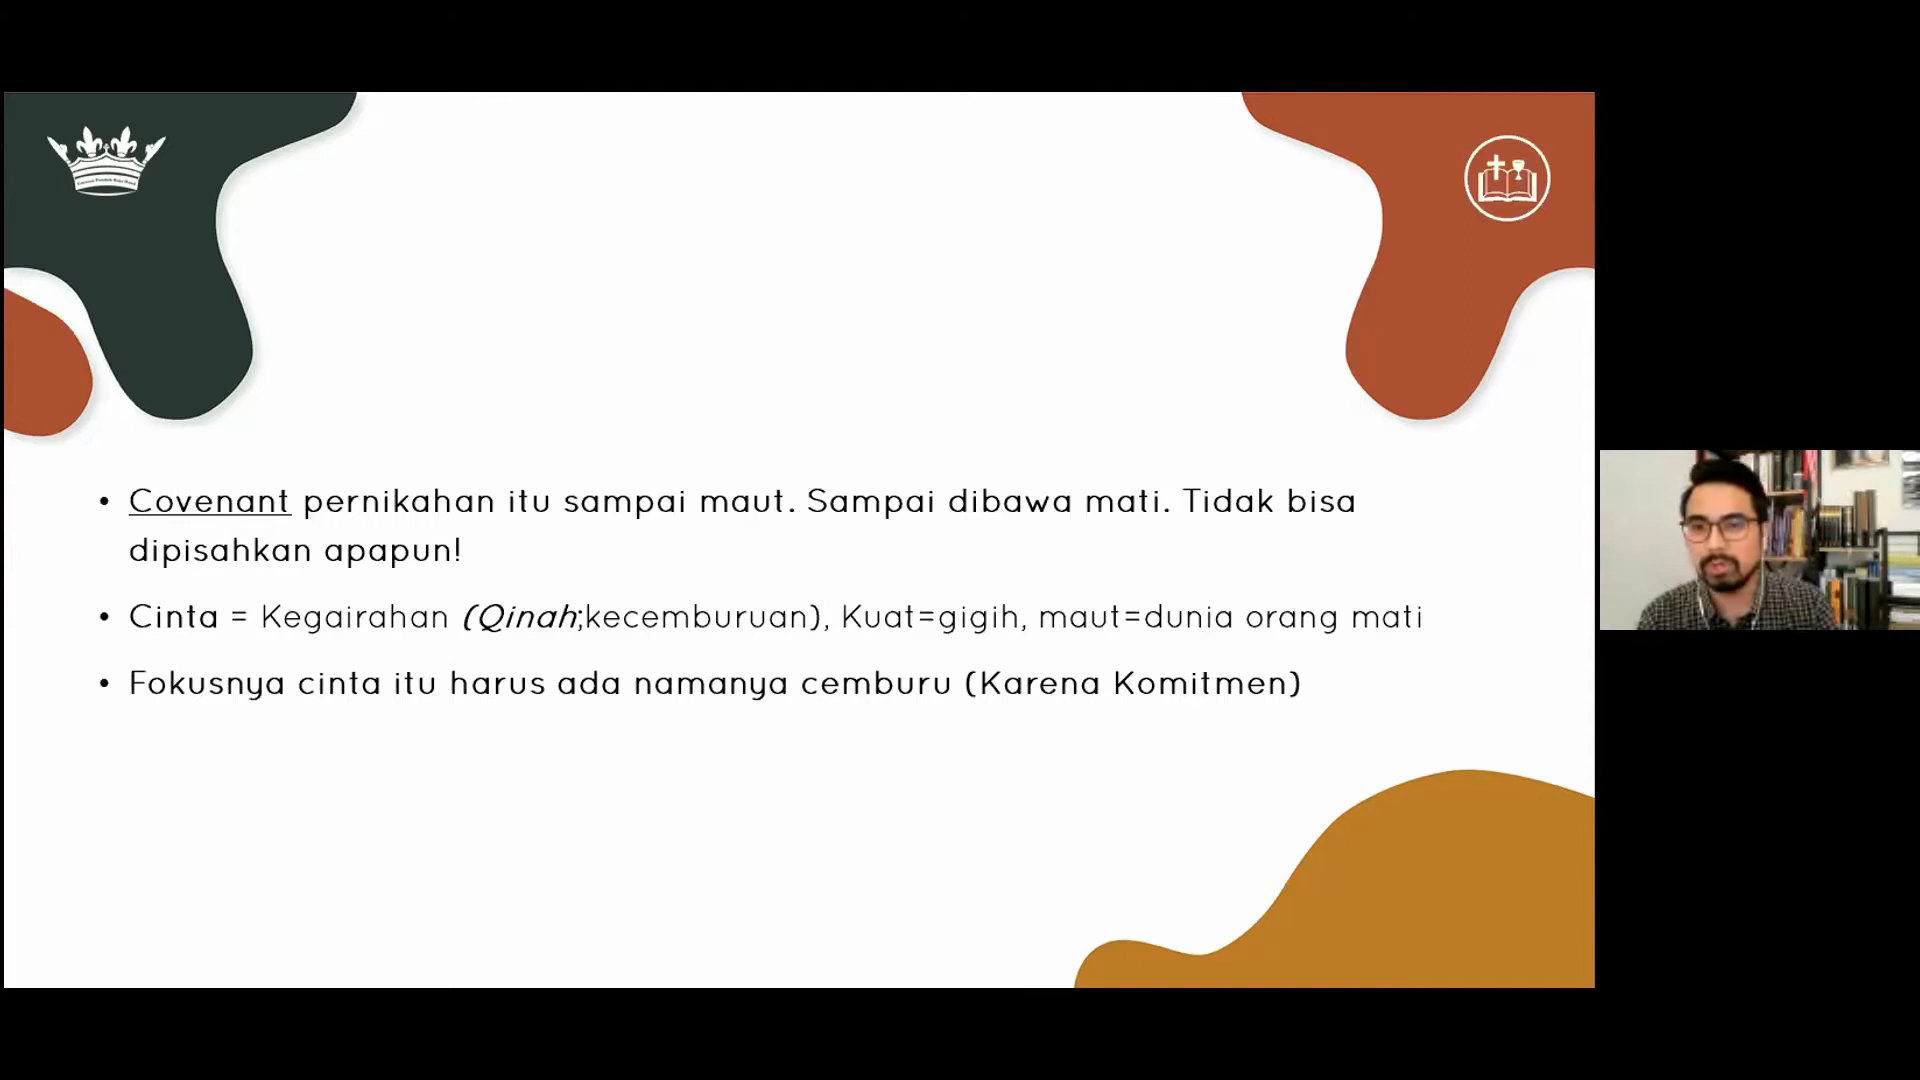 • Covenant pernikahan itu sampai maut. Sampai dibawa mati. Tidak bisa
dipisahkan apapun!
• Cinta = Kegairahan (Qinah;kecemburuan), Kuat=gigih, maut=dunia orang mati
• Fokusnya cinta itu harus ada namanya cemburu (Karena Komitmen)